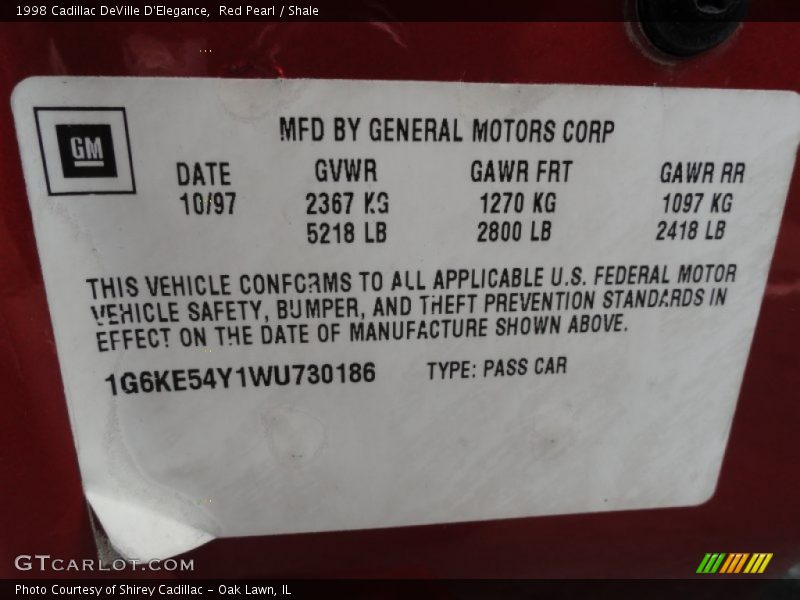 1998 Cadillac DeVille D'Elegance, Red Pearl / Shale
MFD BY GENERAL MOTORS CORP
GM
DATE GVWR GAWR FRT GAWR RR
10/97 2367 KG 1270 KG 1097 KG
5218 LB 2800 LB 2418 LB
THIS VEHICLE CONFORMS TO ALL APPLICABLE U.S. FEDERAL MOTOR
VEHICLE SAFETY, BUMPER, AND THEFT PREVENTION STANDARDS IN
EFFECT ON THE DATE OF MANUFACTURE SHOWN ABOVE.
1G6KE54Y1WU730186 TYPE: PASS CAR
GTCARLOT.COM
Photo Courtesy of Shirey Cadillac - Oak Lawn, IL